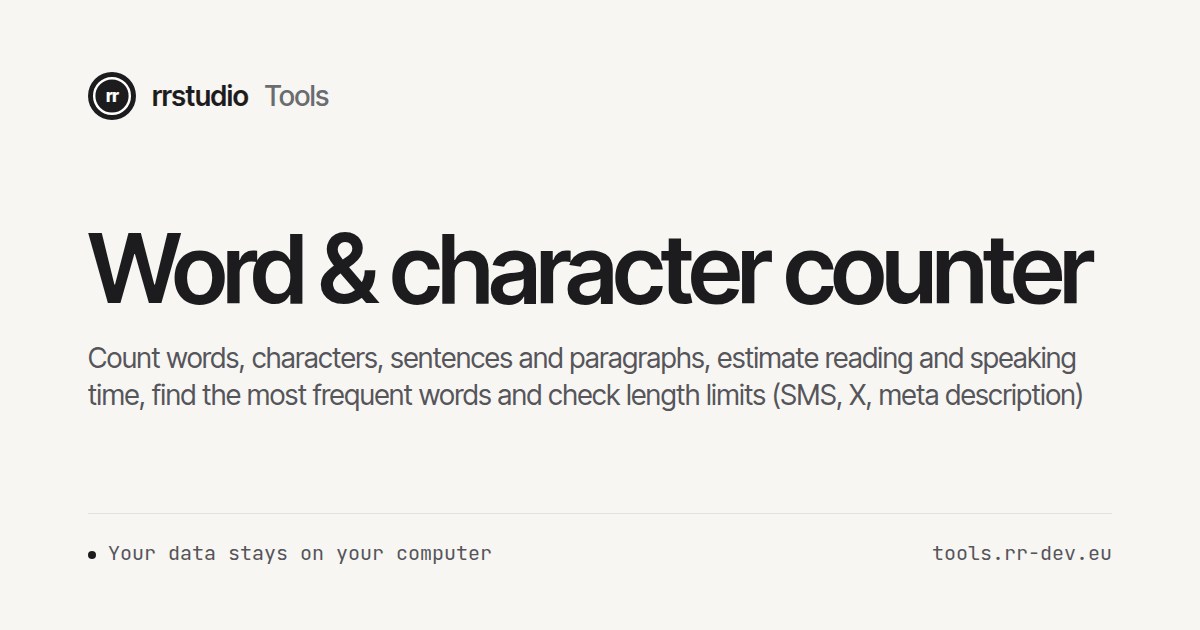 rr
rrstudio Tools
Word & character counter
Count words, characters, sentences and paragraphs, estimate reading and speaking
time, find the most frequent words and check length limits (SMS, X, meta description)
Your data stays on your computer
tools.rr-dev.eu